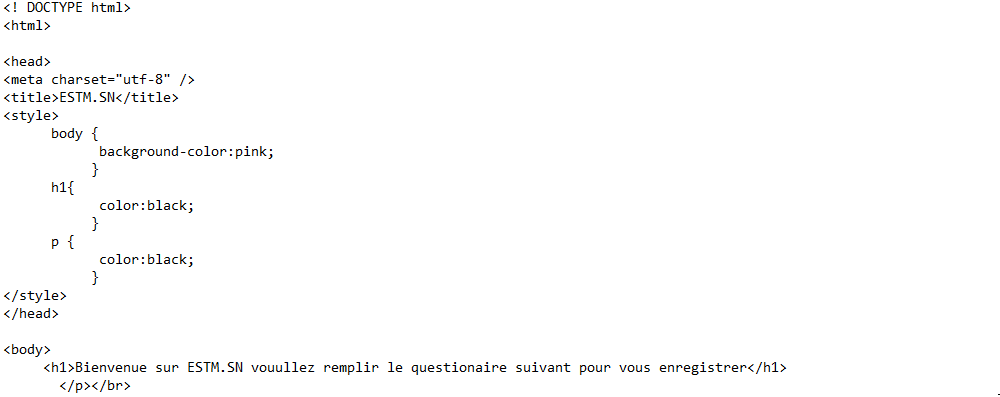 <! DOCTYPE html>
<html>
<head>
<meta charset="utf-8" />
<title>ESTM.SN</title>
<style>
body {
background-color:pink;
}
h1{
color:black;
}
p {
color:black;
}
</style>
</head>
<body>
<h1>Bienvenue sur ESTM.SN vouullez remplir le questionaire suivant pour vous enregistrer</h1>
</p></br>